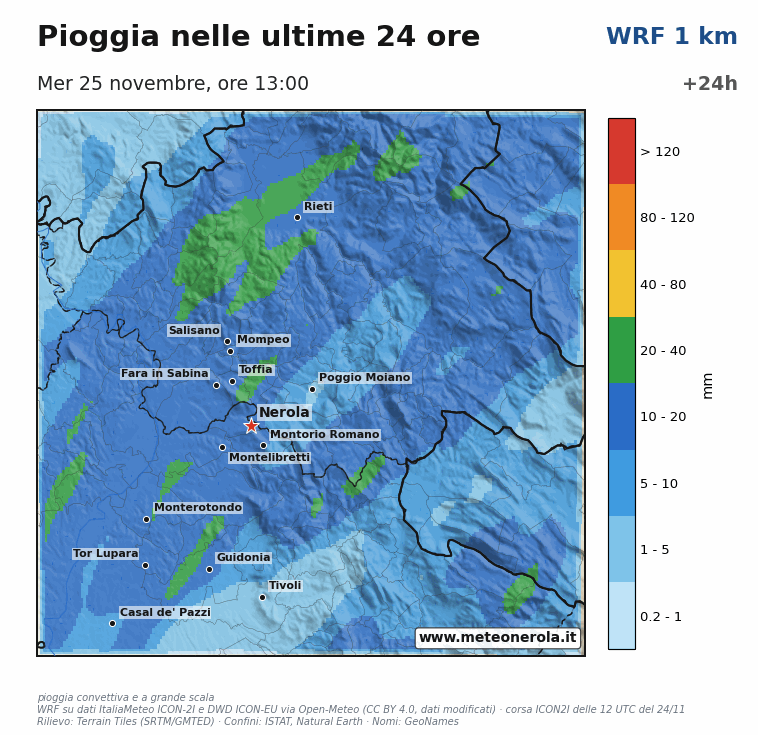 Pioggia nelle ultime 24 ore
WRF 1 km
Mer 25 novembre, ore 13:00
+24h
> 120
80 - 120
40 - 80
20 - 40
10 - 20
5 - 10
1 - 5
0.2 - 1
mm
Rieti
Salisano
Mompeo
Toffia
Fara in Sabina
Poggio Moiano
Nerola
Montorio Romano
Montelibretti
Monterotondo
Tor Lupara
Guidonia
Tivoli
Casal de' Pazzi
www.meteonerola.it
pioggia convettiva e a grande scala
WRF su dati ItaliaMeteo ICON-2I e DWD ICON-EU via Open-Meteo (CC BY 4.0, dati modificati) · corsa ICON2I delle 12 UTC del 24/11
Rilievo: Terrain Tiles (SRTM/GMTED) · Confini: ISTAT, Natural Earth · Nomi: GeoNames